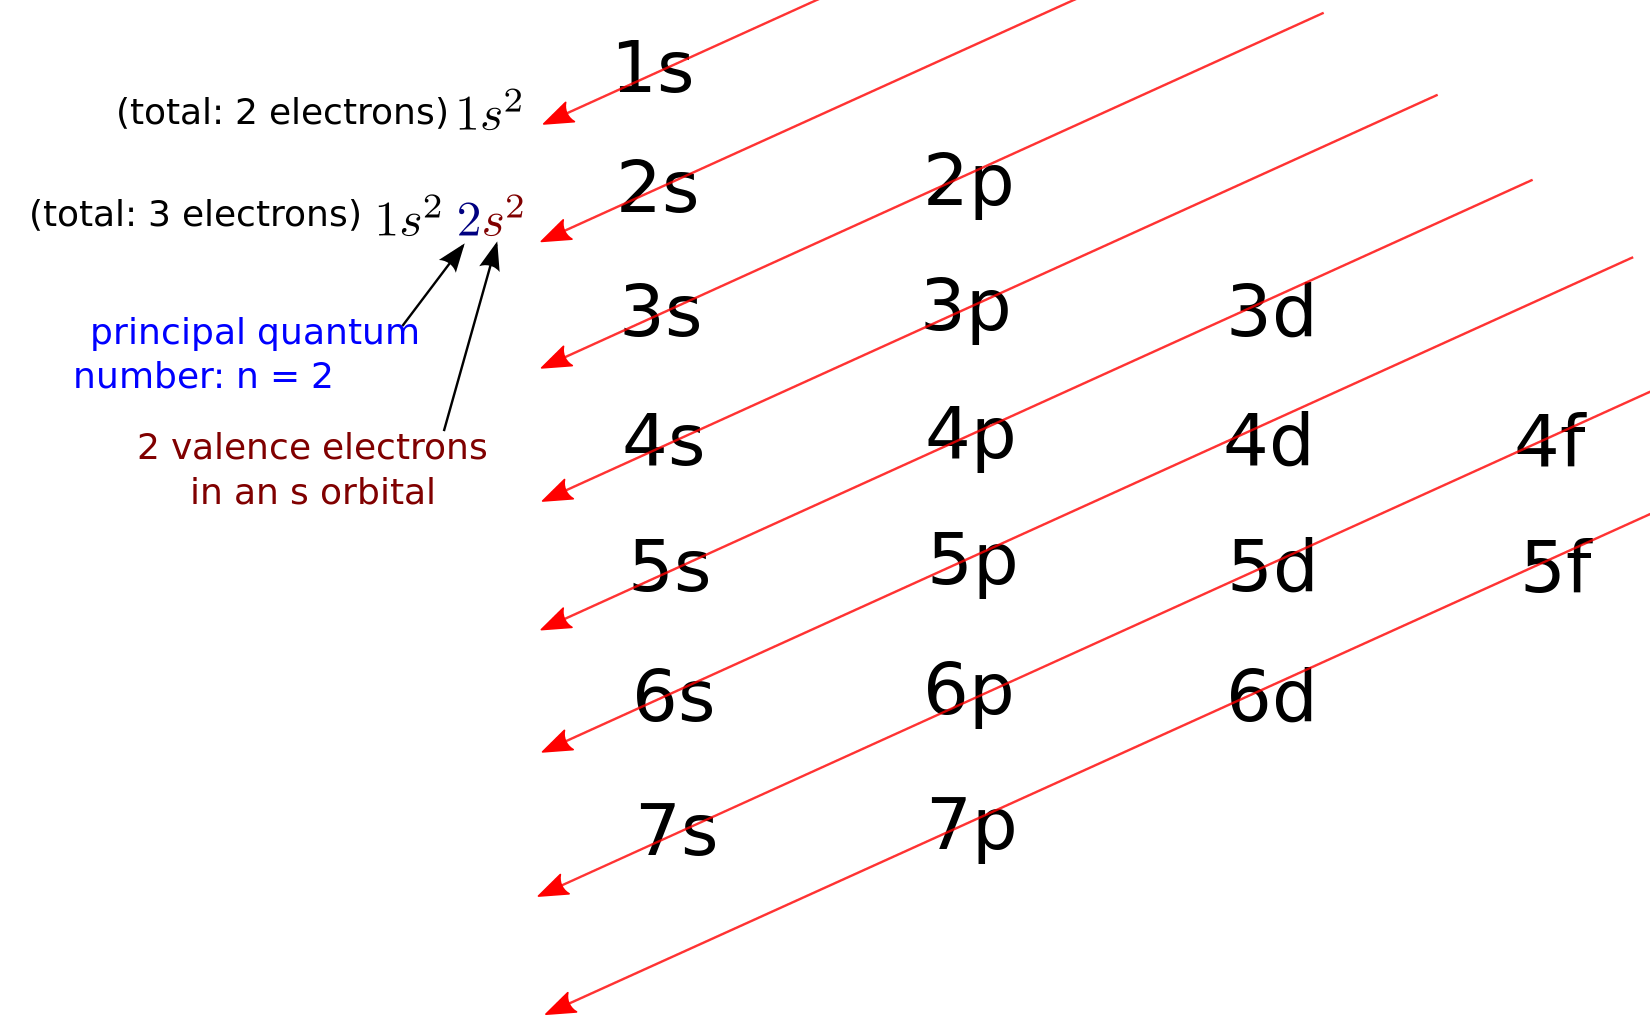 1s
(total: 2 electrons) 1s²
2s 2p
(total: 3 electrons) 1s² 2s²
3s 3p 3d
principal quantum
number: n = 2
4s 4p 4d 4f
2 valence electrons
in an s orbital
5s 5p 5d 5f
6s 6p 6d
7s 7p